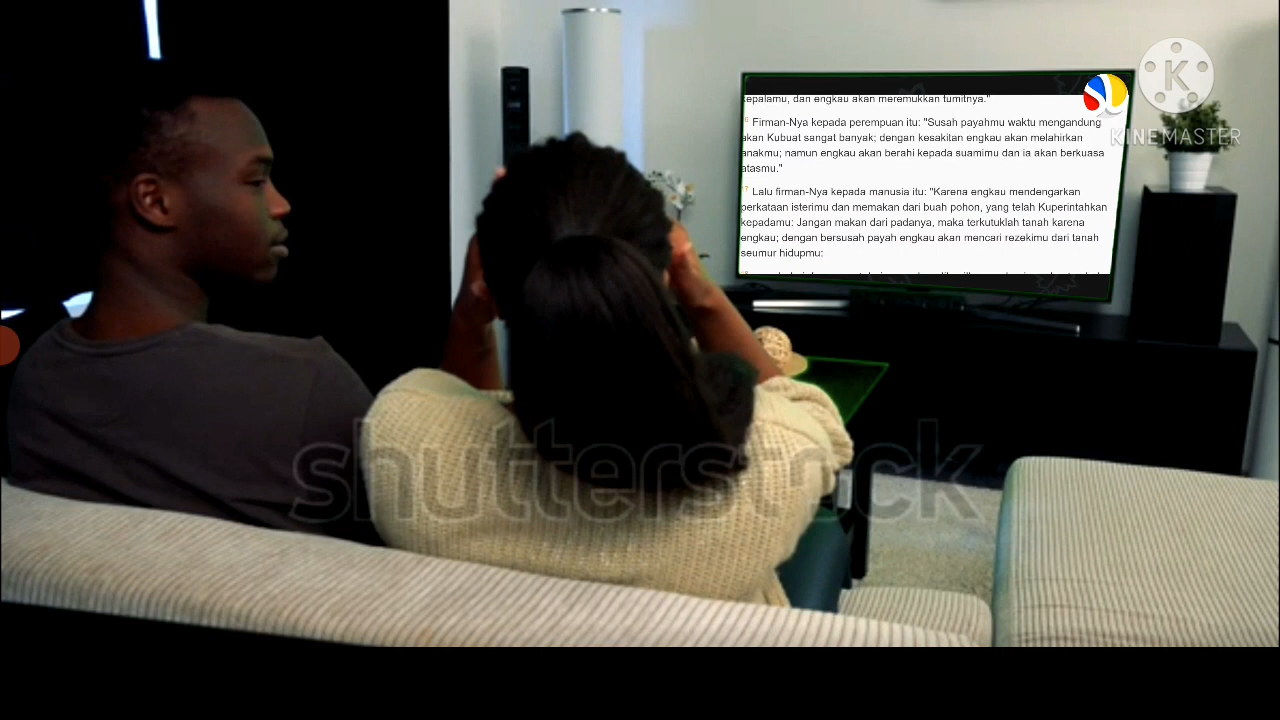 kepalamu, dan engkau akan meremukkan tumitnya."
Firman-Nya kepada perempuan itu: "Susah payahmu waktu mengandung
akan Kubuat sangat banyak; dengan kesakitan engkau akan melahirkan
anakmu; namun engkau akan berahi kepada suamimu dan ia akan berkuasa
atasmu."
Lalu firman-Nya kepada manusia itu: "Karena engkau mendengarkan
perkataan isterimu dan memakan dari buah pohon, yang telah Kuperintahkan
kepadamu: Jangan makan dari padanya, maka terkutuklah tanah karena
engkau; dengan bersusah payah engkau akan mencari rezekimu dari tanah
seumur hidupmu:
K
KINEMASTER
shutterstock